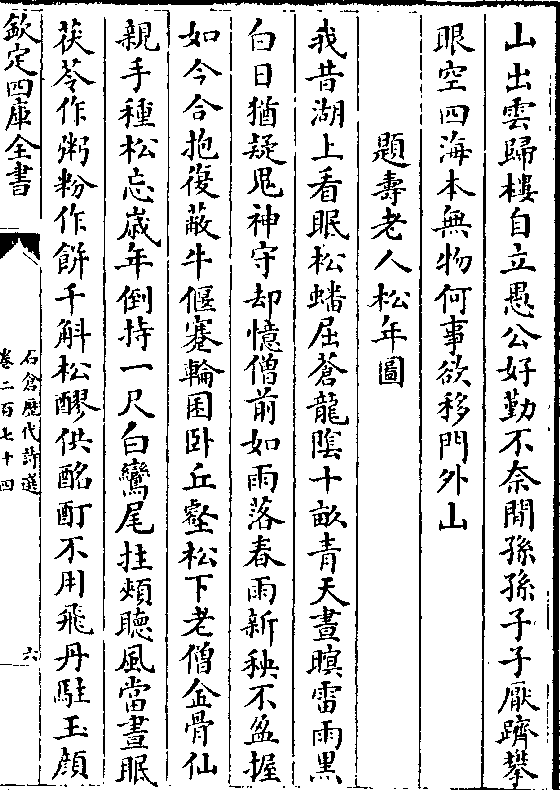 山出雲歸樓自立愚公好勤不奈閒孫孫子子厭躋攀
眼空四海本無物何事欲移門外山
題壽老人松年圖
我昔湖上看眠松蟠屈蒼龍陰十畝青天晝暝雷雨黑
白日猶疑鬼神守却憶僧前如雨落春雨新秧不盈握
如今合抱復蔽牛偃蹇輪囷卧丘壑松下老僧金骨仙
親手種松忘歲年倒持一尺白鸞尾拄頰聽風當晝眠
茯苓作粥粉作餅千斛松醪供酩酊不用飛丹駐玉顔
欽定四庫全書
石倉歷代詩選
卷二百七十四
六